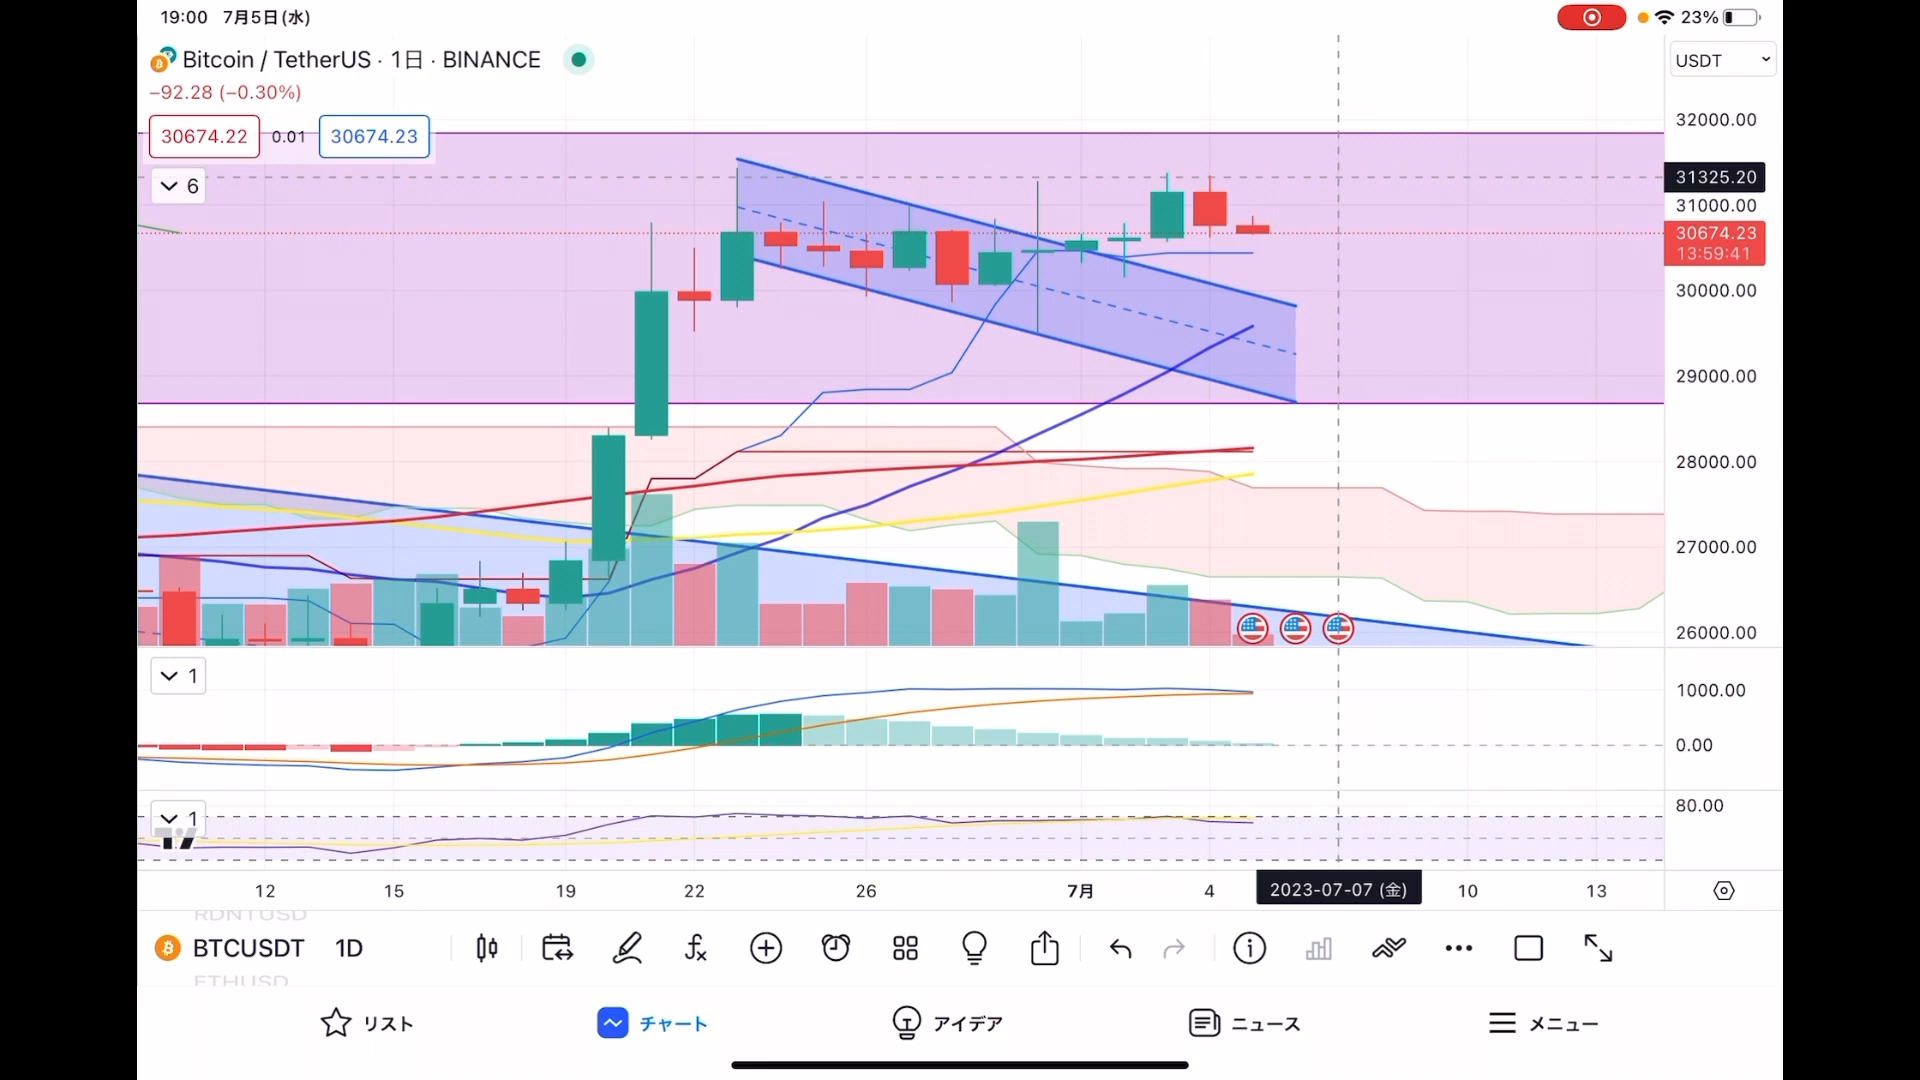 19:00 7月5日(水)
23%
Bitcoin / TetherUS · 1日 · BINANCE
USDT
−92.28 (−0.30%)
30674.22 0.01 30674.23
6
32000.00
31325.20
31000.00
30674.23
13:59:41
30000.00
29000.00
28000.00
27000.00
26000.00
1
1000.00
0.00
1
80.00
12 15 19 22 26 7月 4 2023-07-07 (金) 10 13
RDNTUSD
BTCUSDT 1D
ETHUSD
リスト チャート アイデア ニュース メニュー